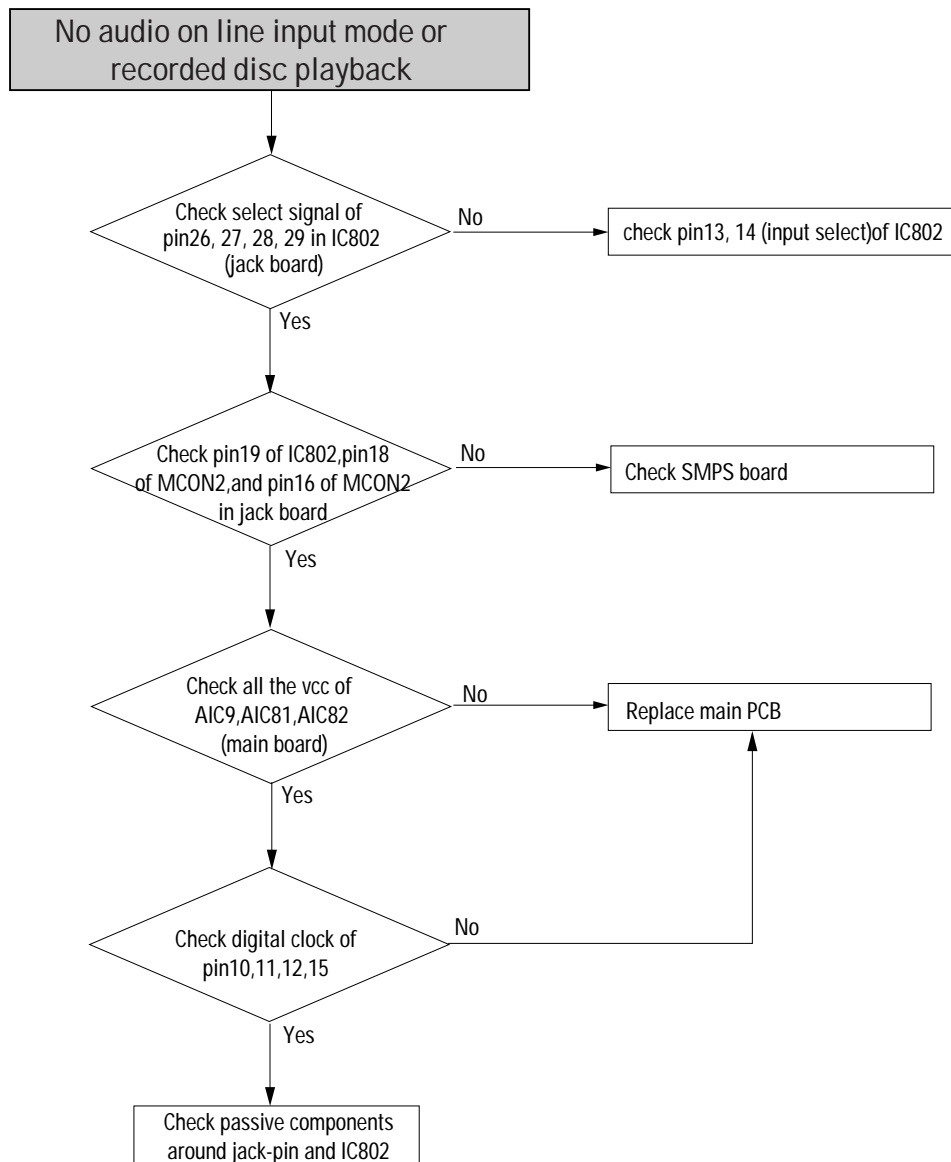 No audio on line input mode or
recorded disc playback
Check select signal of
pin26, 27, 28, 29 in IC802
(jack board)
No
check pin13, 14 (input select)of IC802
Yes
Check pin19 of IC802,pin18
of MCON2,and pin16 of MCON2
in jack board
No
Check SMPS board
Yes
Check all the vcc of
AIC9,AIC81,AIC82
(main board)
No
Replace main PCB
Yes
Check digital clock of
pin10,11,12,15
No
Yes
Check passive components
around jack-pin and IC802